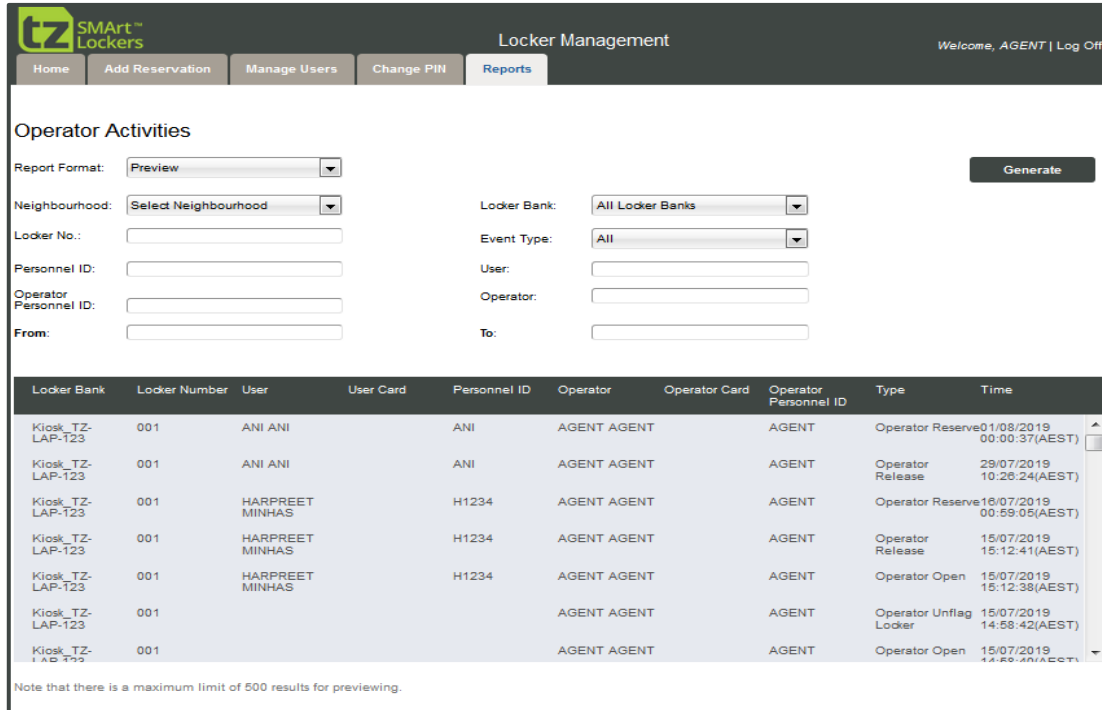 tz SMArt™
Lockers
Locker Management
Welcome, AGENT | Log Off
Home Add Reservation Manage Users Change PIN Reports
Operator Activities
Report Format: Preview Generate
Neighbourhood: Select Neighbourhood Locker Bank: All Locker Banks
Locker No.: Event Type: All
Personnel ID: User:
Operator
Personnel ID: Operator:
From: To:
Locker Bank Locker Number User User Card Personnel ID Operator Operator Card Operator Type Time
Personnel ID
Kiosk_TZ- 001 ANI ANI ANI AGENT AGENT AGENT Operator Reserve 01/08/2019
LAP-123 00:00:37(AEST)
Kiosk_TZ- 001 ANI ANI ANI AGENT AGENT AGENT Operator 29/07/2019
LAP-123 Release 10:26:24(AEST)
Kiosk_TZ- 001 HARPREET H1234 AGENT AGENT AGENT Operator Reserve 16/07/2019
LAP-123 MINHAS 00:59:05(AEST)
Kiosk_TZ- 001 HARPREET H1234 AGENT AGENT AGENT Operator 15/07/2019
LAP-123 MINHAS Release 15:12:41(AEST)
Kiosk_TZ- 001 HARPREET H1234 AGENT AGENT AGENT Operator Open 15/07/2019
LAP-123 MINHAS 15:12:38(AEST)
Kiosk_TZ- 001 AGENT AGENT AGENT Operator Unflag 15/07/2019
LAP-123 Locker 14:58:42(AEST)
Kiosk_TZ- 001 AGENT AGENT AGENT Operator Open 15/07/2019
LAP-123
Note that there is a maximum limit of 500 results for previewing.